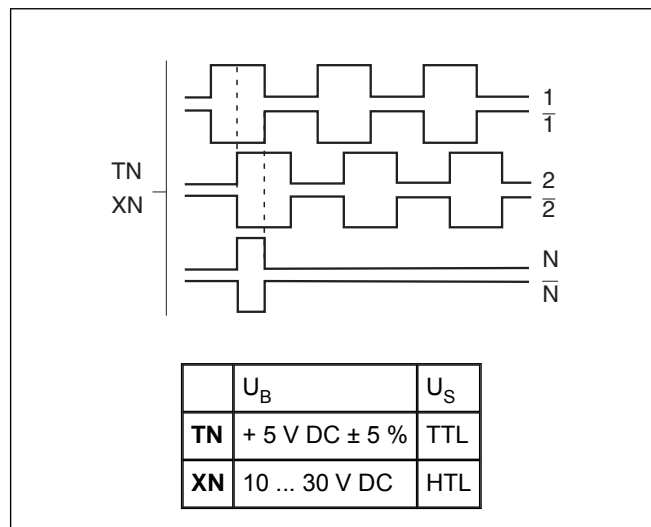 1
1̅
TN
XN
2
2̅
N
N̅
U_B U_S
TN + 5 V DC ± 5 % TTL
XN 10 ... 30 V DC HTL